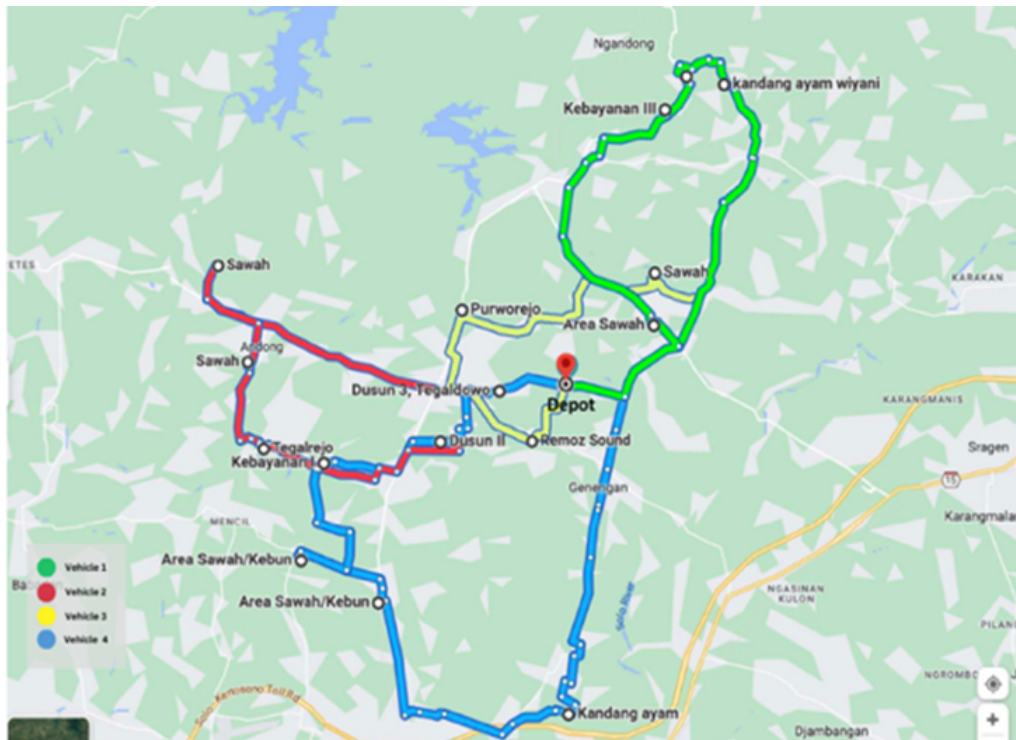 Ngandong
kandang ayam wiyani
Kebayanan III
Sawah
ETES
Sawah
KARAKAN
Purworejo
Area Sawah
Andong
Sawah
Dusun 3, Tegaldowo
Depot
KARANGMANIS
Dusun II
Remoz Sound
Tegalrejo
Sragen
Kebayanan I
15
Genengan
MENCIL
Karangmalan
Area Sawah/Kebun
Vehicle 1
Vehicle 2
Vehicle 3
Vehicle 4
Area Sawah/Kebun
NGASINAN
KULON
Solo River
PILANG
NGROMBO
Kandang ayam
Djambangan